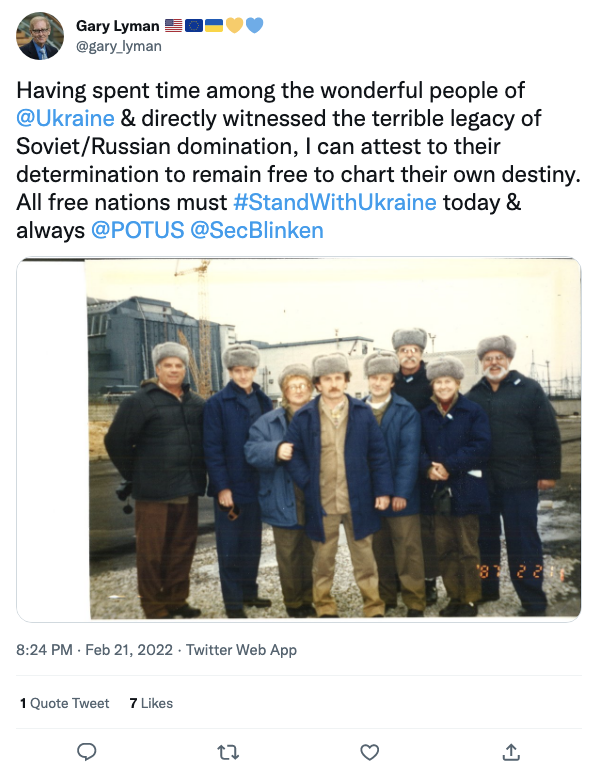 Gary Lyman 🇺🇸🇪🇺🇺🇦💛💙
@gary_lyman
Having spent time among the wonderful people of
@Ukraine & directly witnessed the terrible legacy of
Soviet/Russian domination, I can attest to their
determination to remain free to chart their own destiny.
All free nations must #StandWithUkraine today &
always @POTUS @SecBlinken
8:24 PM · Feb 21, 2022 · Twitter Web App
1 Quote Tweet 7 Likes